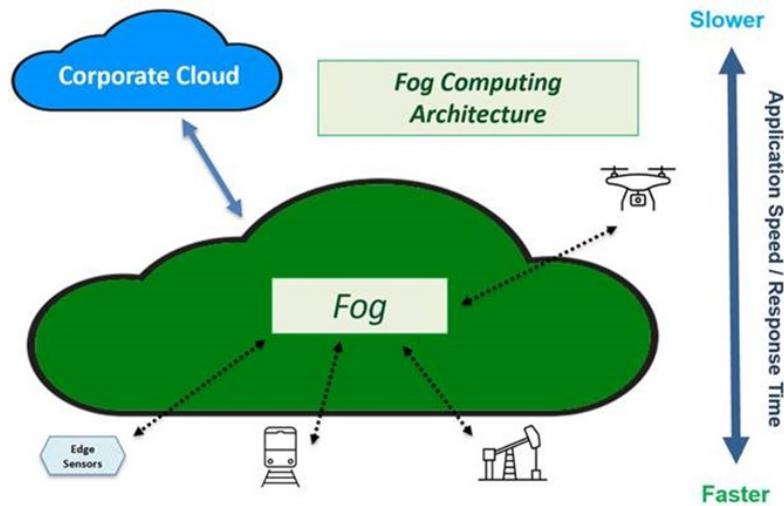 Slower
Corporate Cloud
Fog Computing
Architecture
Application Speed / Response Time
Fog
Edge
Sensors
Faster